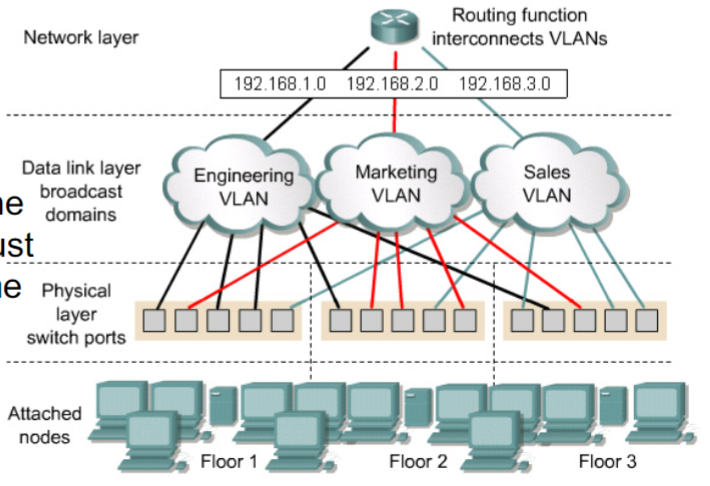 Routing function
interconnects VLANs
Network layer
192.168.1.0 192.168.2.0 192.168.3.0
Data link layer
broadcast
domains
Engineering
VLAN
Marketing
VLAN
Sales
VLAN
ne
ust
ne
Physical
layer
switch ports
Attached
nodes
Floor 1
Floor 2
Floor 3